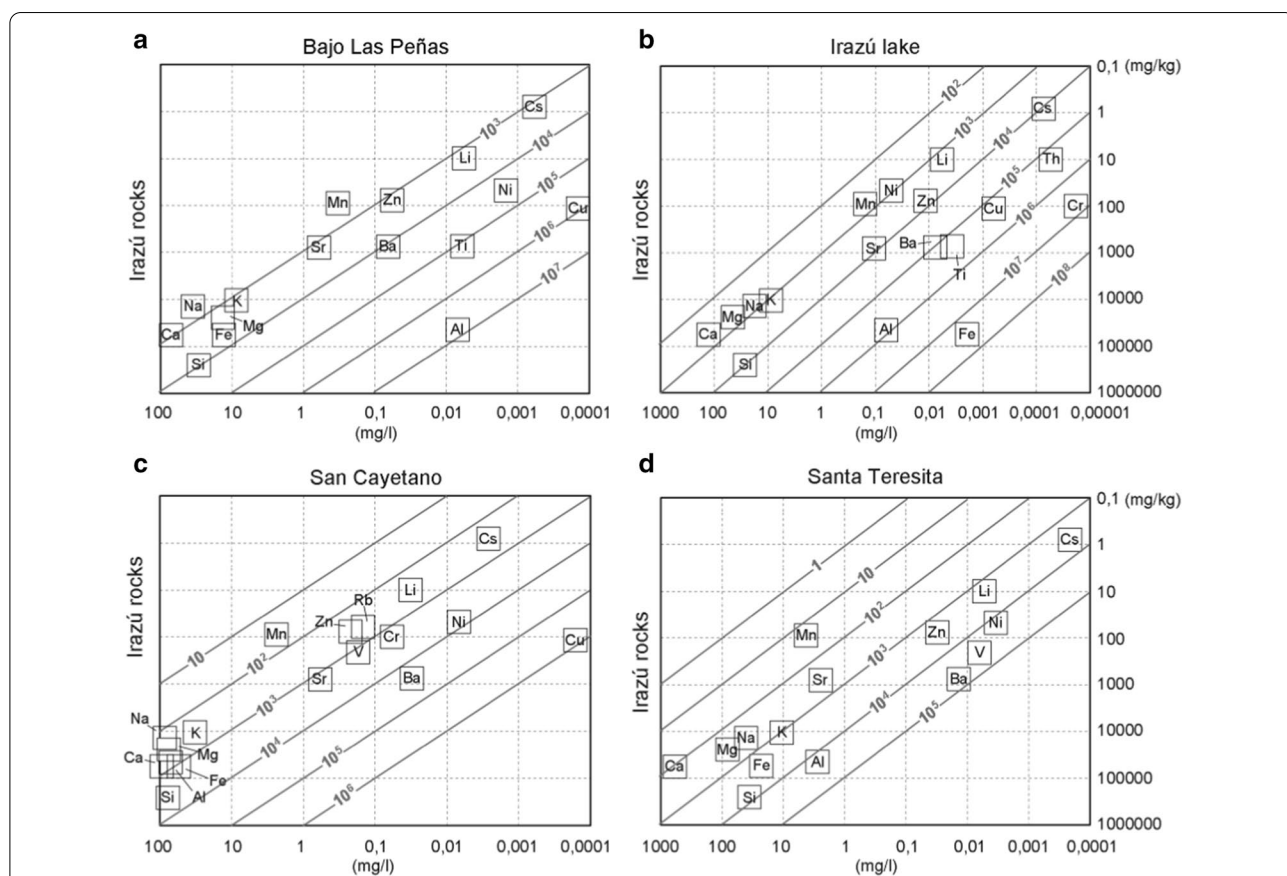 a
Bajo Las Peñas
Irazú rocks
Cs
10³
Li
10⁴
Ni
Mn
Zn
10⁵
Cu
Sr
Ba
Ti
10⁶
10⁷
Na
K
Mg
Ca
Fe
Al
Si
100 10 1 0,1 0,01 0,001 0,0001
(mg/l)
b
Irazú lake
0,1 (mg/kg)
1
10
100
1000
10000
100000
1000000
Irazú rocks
10²
10³
Cs
10⁴
Li
Th
10⁵
Ni
Mn
Zn
Cu
Cr
10⁶
Sr
Ba
Ti
10⁷
10⁸
Na
K
Mg
Ca
Al
Fe
Si
1000 100 10 1 0,1 0,01 0,001 0,0001 0,00001
(mg/l)
c
San Cayetano
Irazú rocks
Cs
Li
Rb
Zn
Ni
Mn
Cr
Cu
V
10
10²
Sr
Ba
10³
Na
K
10⁴
Mg
Ca
Fe
10⁵
Al
Si
10⁶
100 10 1 0,1 0,01 0,001 0,0001
(mg/l)
d
Santa Teresita
0,1 (mg/kg)
1
10
100
1000
10000
100000
1000000
Irazú rocks
1
10
Cs
10²
Li
Ni
Mn
Zn
10³
V
Sr
Ba
10⁴
10⁵
K
Na
Mg
Ca
Fe
Al
Si
1000 100 10 1 0,1 0,01 0,001 0,0001
(mg/l)